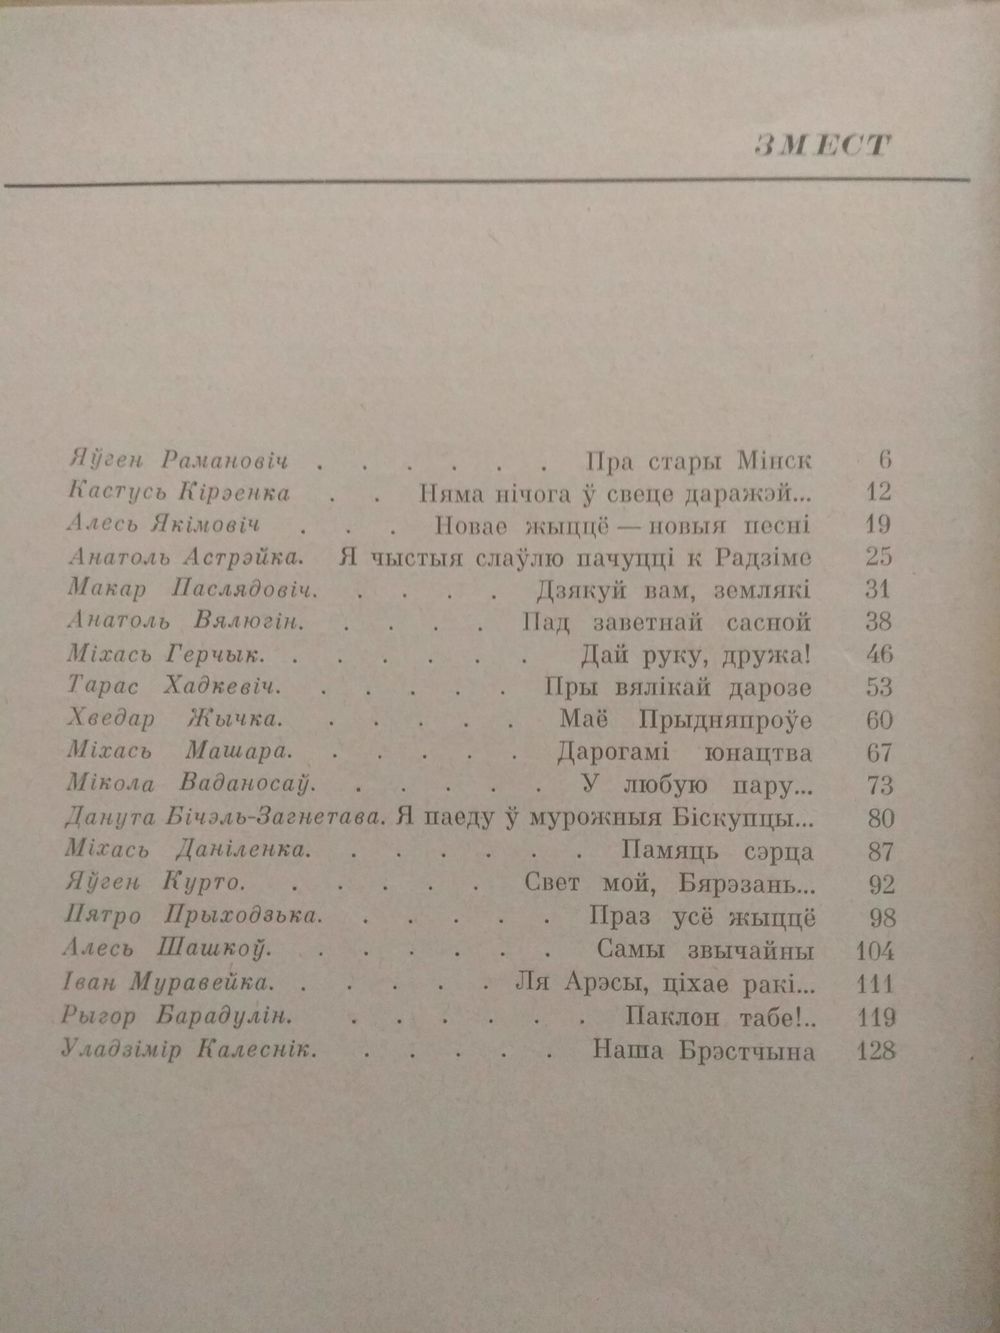 ЗМЕСТ
Яўген Рамановіч . . . . . . Пра стары Мінск 6
Кастусь Кірэенка . . Няма нічога ў свеце даражэй... 12
Алесь Якімовіч . . . Новае жыццё — новыя песні 19
Анатоль Астрэйка. Я чыстыя слаўлю пачуцці к Радзіме 25
Макар Паслядовіч. . . . . Дзякуй вам, землякі 31
Анатоль Вялюгін. . . . . Пад заветнай сасной 38
Міхась Герчык. . . . . . . Дай руку, дружа! 46
Тарас Хадкевіч. . . . . . Пры вялікай дарозе 53
Хведар Жычка. . . . . . Маё Прыдняпроўе 60
Міхась Машара. . . . . Дарогамі юнацтва 67
Мікола Ваданосаў. . . . . . У любую пару... 73
Данута Бічэль-Загнетава. Я паеду ў мурожныя Біскупцы... 80
Міхась Даніленка. . . . . . . Памяць сэрца 87
Яўген Курто. . . . . . Свет мой, Бярэзань... 92
Пятро Прыходзька. . . . . . Праз усё жыццё 98
Алесь Шашкоў. . . . . . . Самы звычайны 104
Іван Муравейка. . . . . . Ля Арэсы, ціхае ракі... 111
Рыгор Барадулін. . . . . . . Паклон табе!.. 119
Уладзімір Калеснік. . . . . . Наша Брэстчына 128